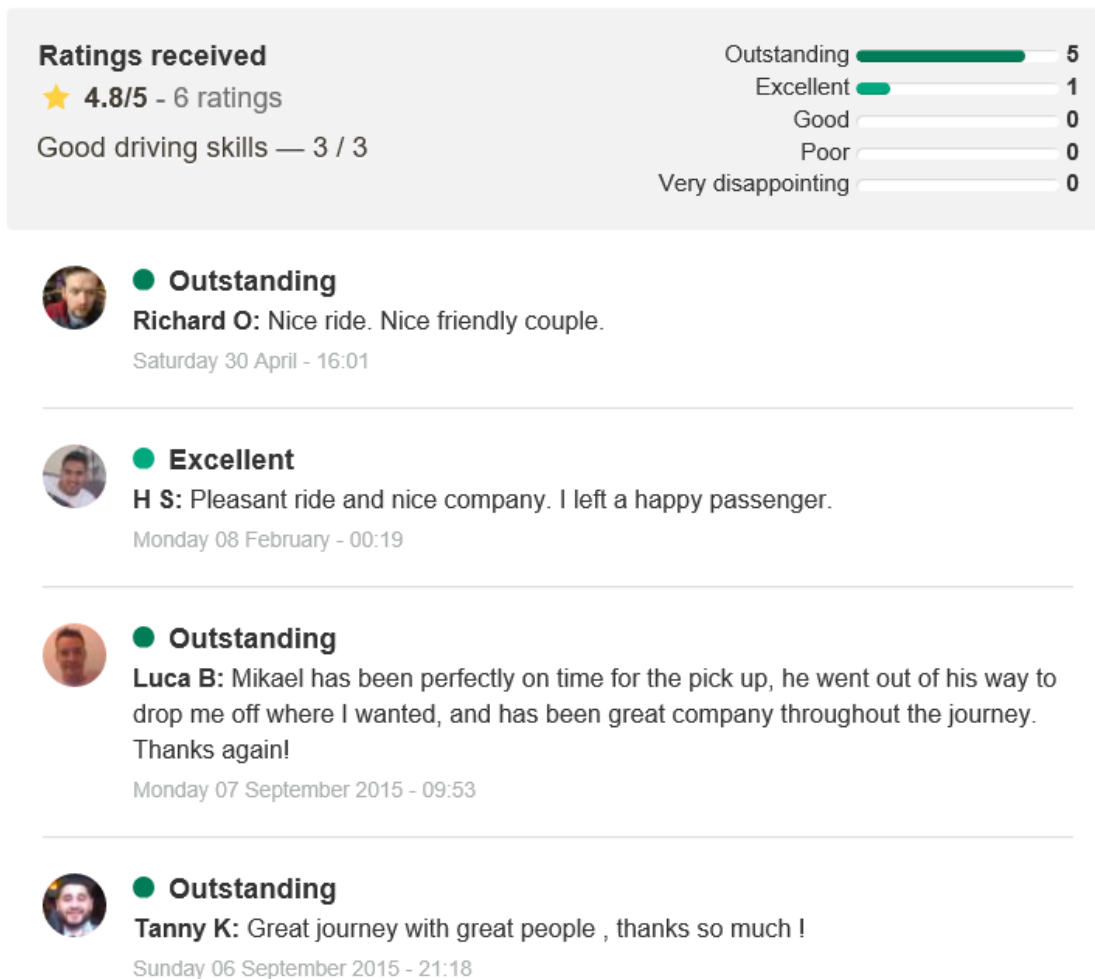 Ratings received
4.8/5 - 6 ratings
Good driving skills — 3 / 3
Outstanding 5
Excellent 1
Good 0
Poor 0
Very disappointing 0
Outstanding
Richard O: Nice ride. Nice friendly couple.
Saturday 30 April - 16:01
Excellent
H S: Pleasant ride and nice company. I left a happy passenger.
Monday 08 February - 00:19
Outstanding
Luca B: Mikael has been perfectly on time for the pick up, he went out of his way to
drop me off where I wanted, and has been great company throughout the journey.
Thanks again!
Monday 07 September 2015 - 09:53
Outstanding
Tanny K: Great journey with great people , thanks so much !
Sunday 06 September 2015 - 21:18